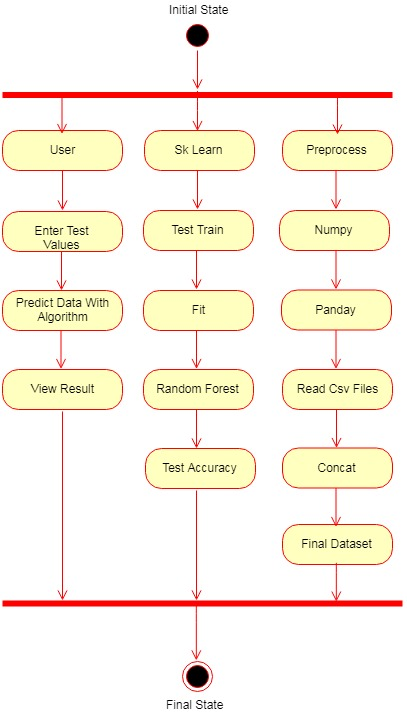 Initial State
User
Sk Learn
Preprocess
Enter Test
Values
Test Train
Numpy
Predict Data With
Algorithm
Fit
Panday
View Result
Random Forest
Read Csv Files
Test Accuracy
Concat
Final Dataset
Final State